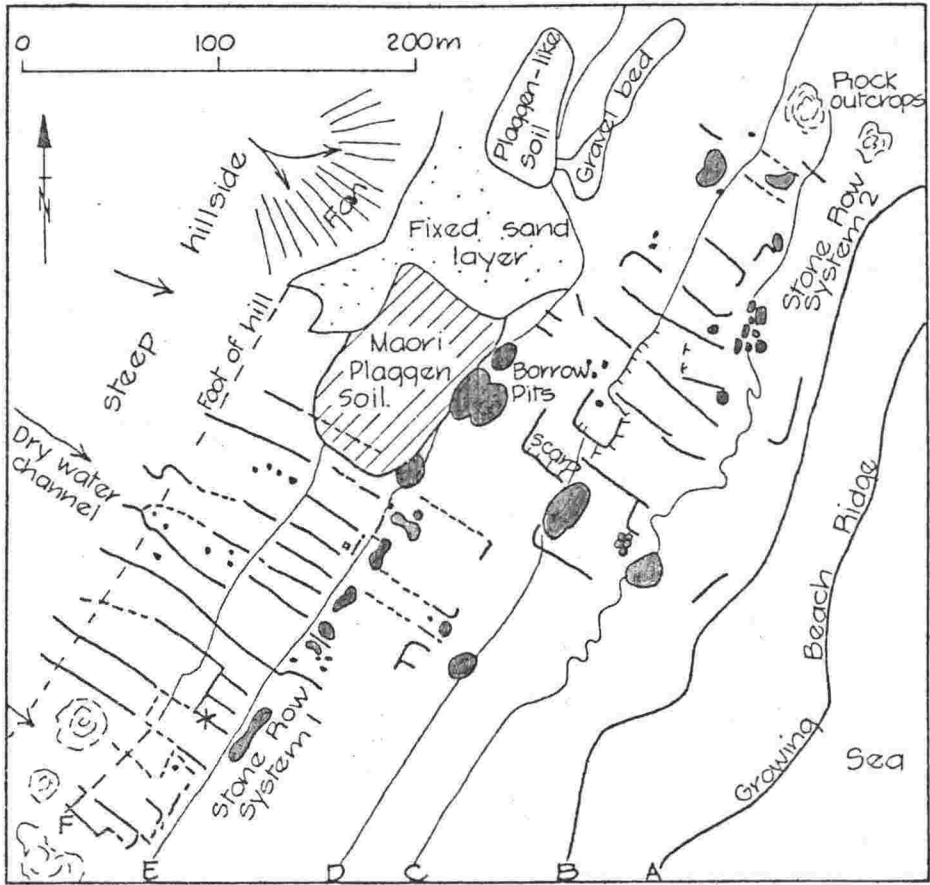 0 100 200m
N
Plaggen-like
Soil
Gravel bed
Rock
outcrops
steep hillside
Fan
Fixed sand
layer
Stone Row
System 2
Foot of hill
Maori
Plaggen
Soil.
Borrow
Pits
scarp
Dry water
channel
Stone Row
System 1
Growing Beach Ridge
Sea
F
E D C B A